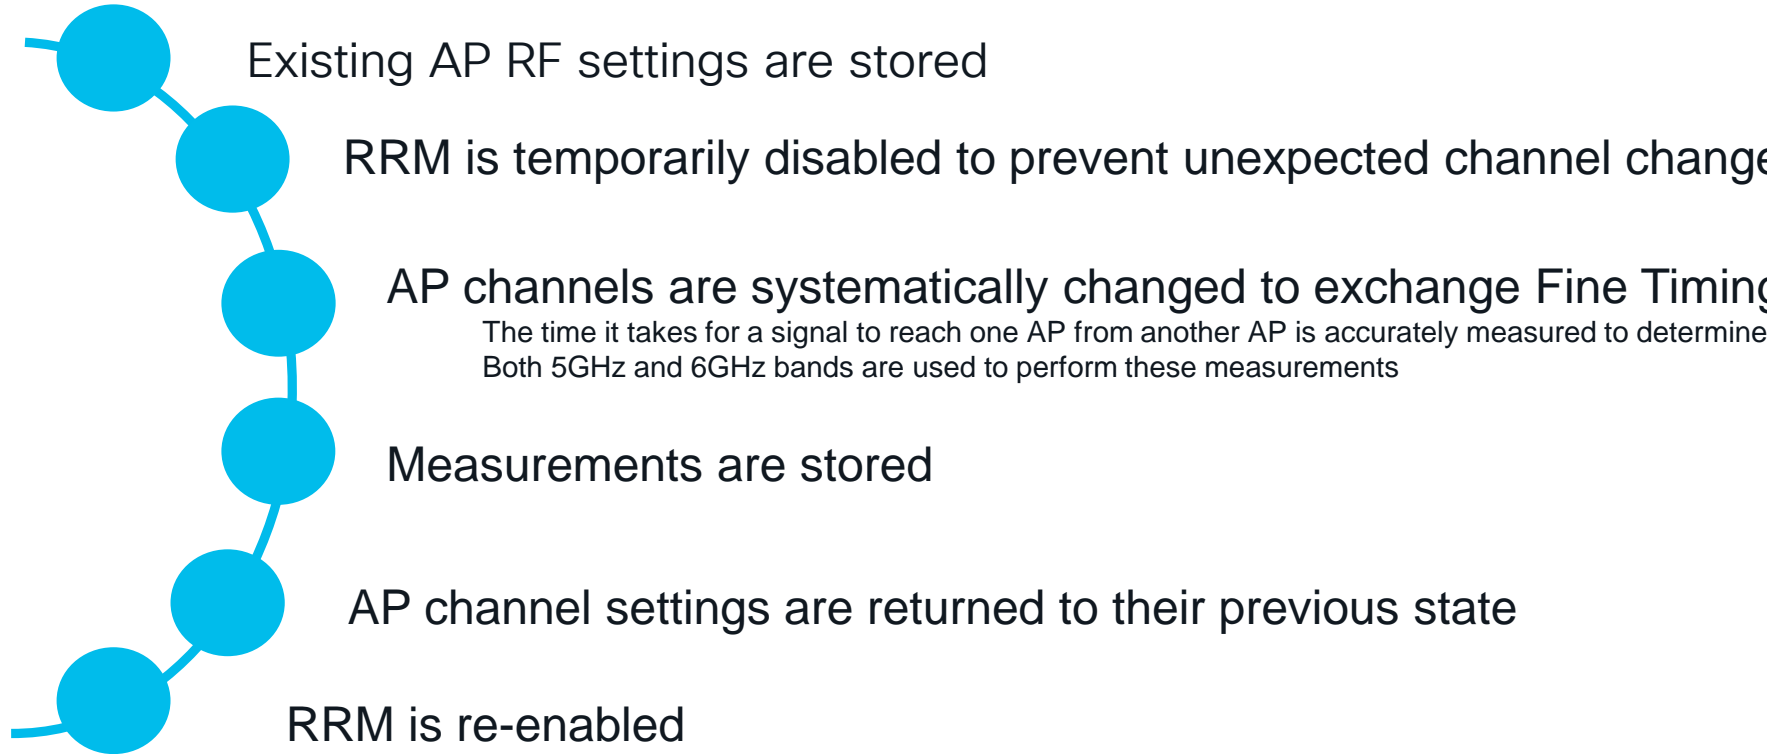 Existing AP RF settings are stored
RRM is temporarily disabled to prevent unexpected channel change
AP channels are systematically changed to exchange Fine Timing
The time it takes for a signal to reach one AP from another AP is accurately measured to determine
Both 5GHz and 6GHz bands are used to perform these measurements
Measurements are stored
AP channel settings are returned to their previous state
RRM is re-enabled